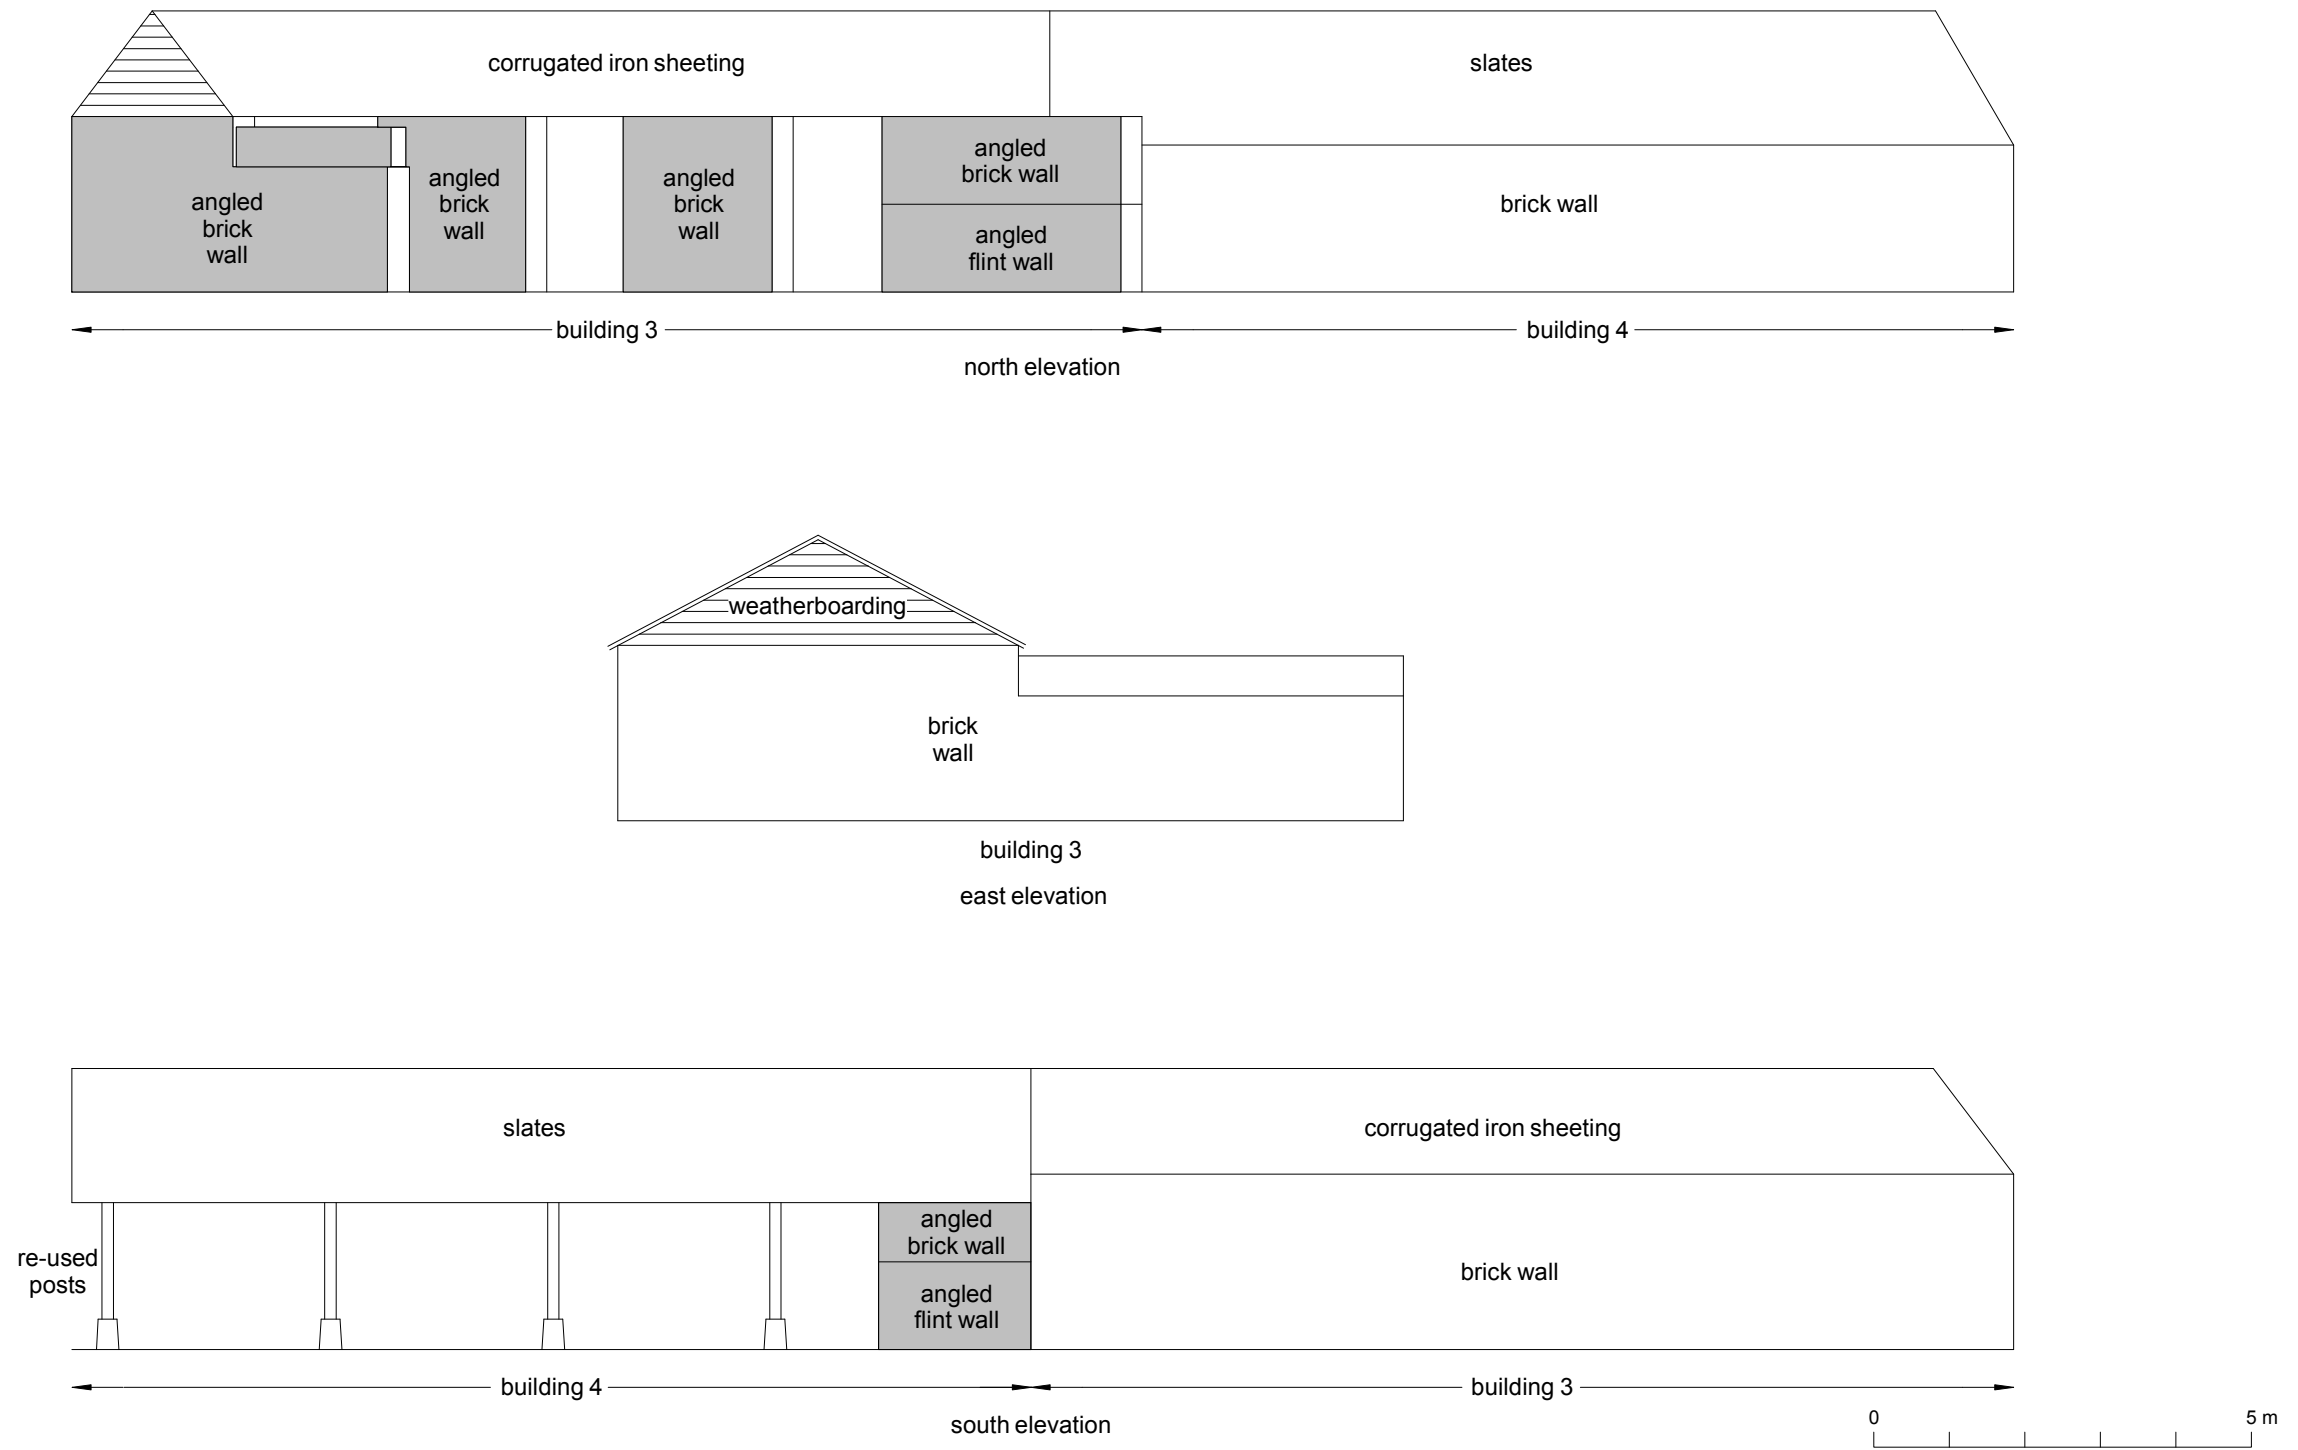 corrugated iron sheeting
slates
angled
brick
wall
angled
brick
wall
angled
brick
wall
angled
brick wall
angled
flint wall
brick wall
building 3
building 4
north elevation
weatherboarding
brick
wall
building 3
east elevation
slates
corrugated iron sheeting
re-used
posts
angled
brick wall
angled
flint wall
brick wall
building 4
building 3
south elevation
0
5 m